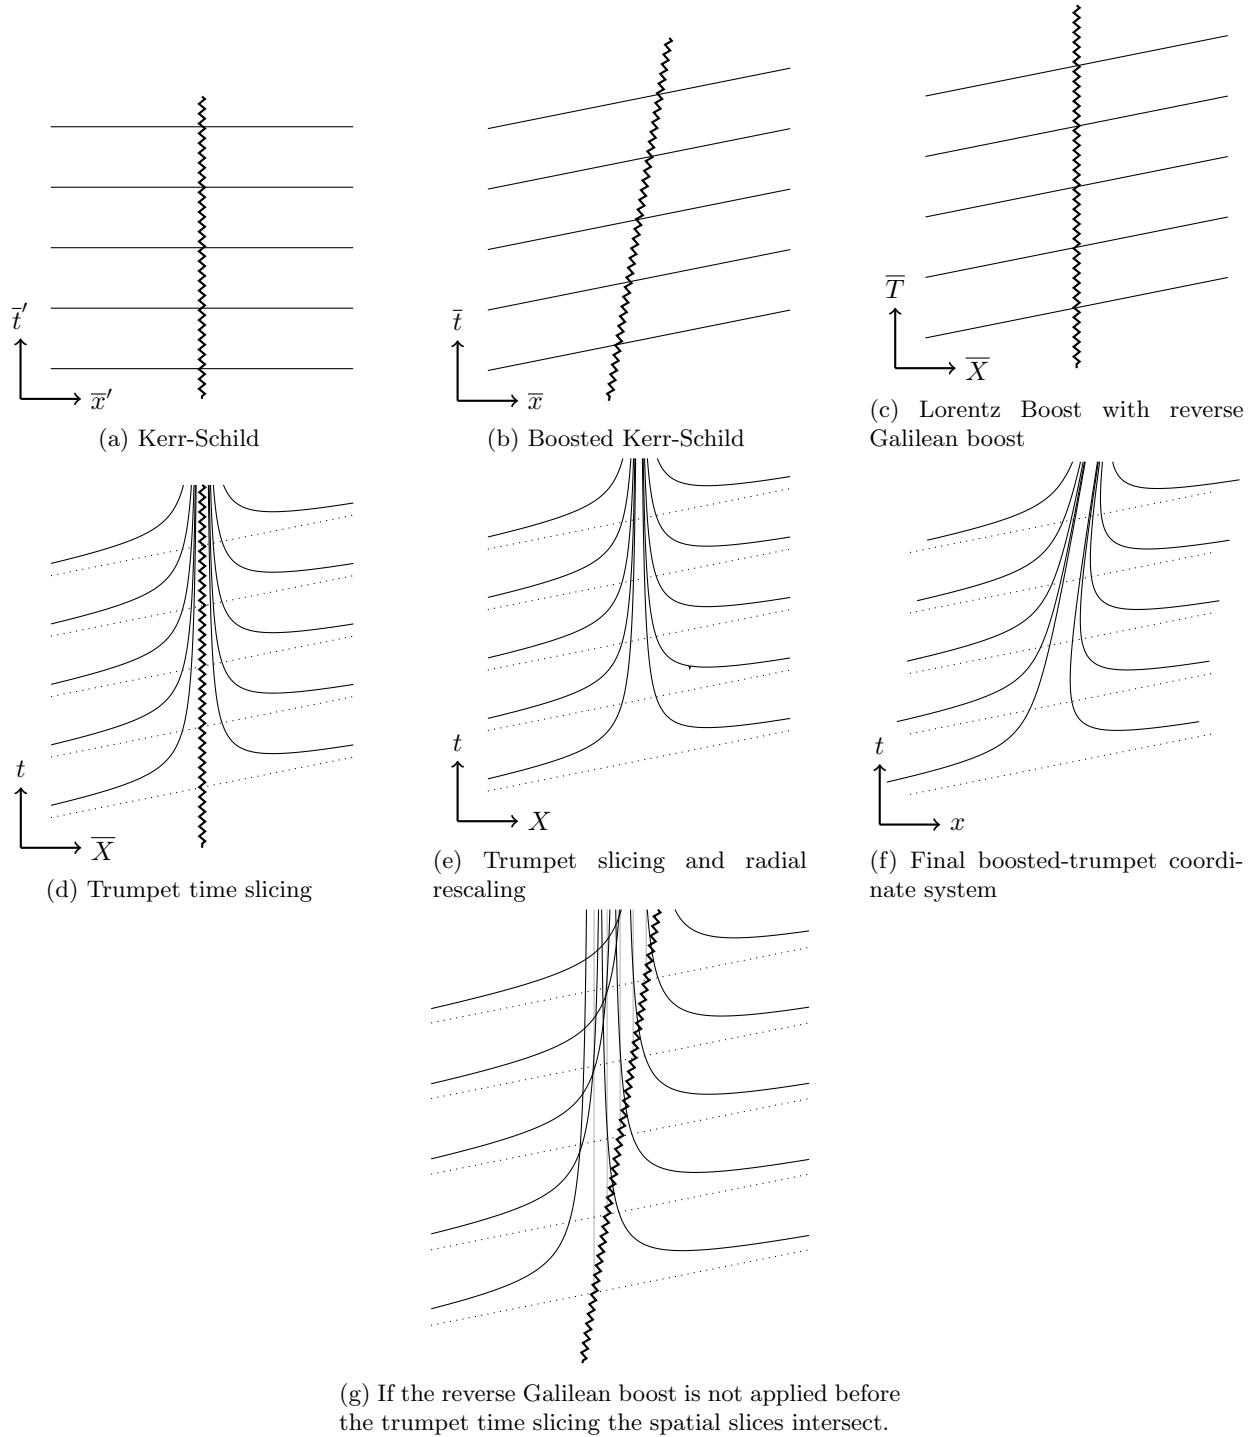 t̅′
x̅′
(a) Kerr-Schild
t̅
x̅
(b) Boosted Kerr-Schild
T̅
X̅
(c) Lorentz Boost with reverse
Galilean boost
t
X̅
(d) Trumpet time slicing
t
X
(e) Trumpet slicing and radial
rescaling
t
x
(f) Final boosted-trumpet coordi-
nate system
(g) If the reverse Galilean boost is not applied before
the trumpet time slicing the spatial slices intersect.